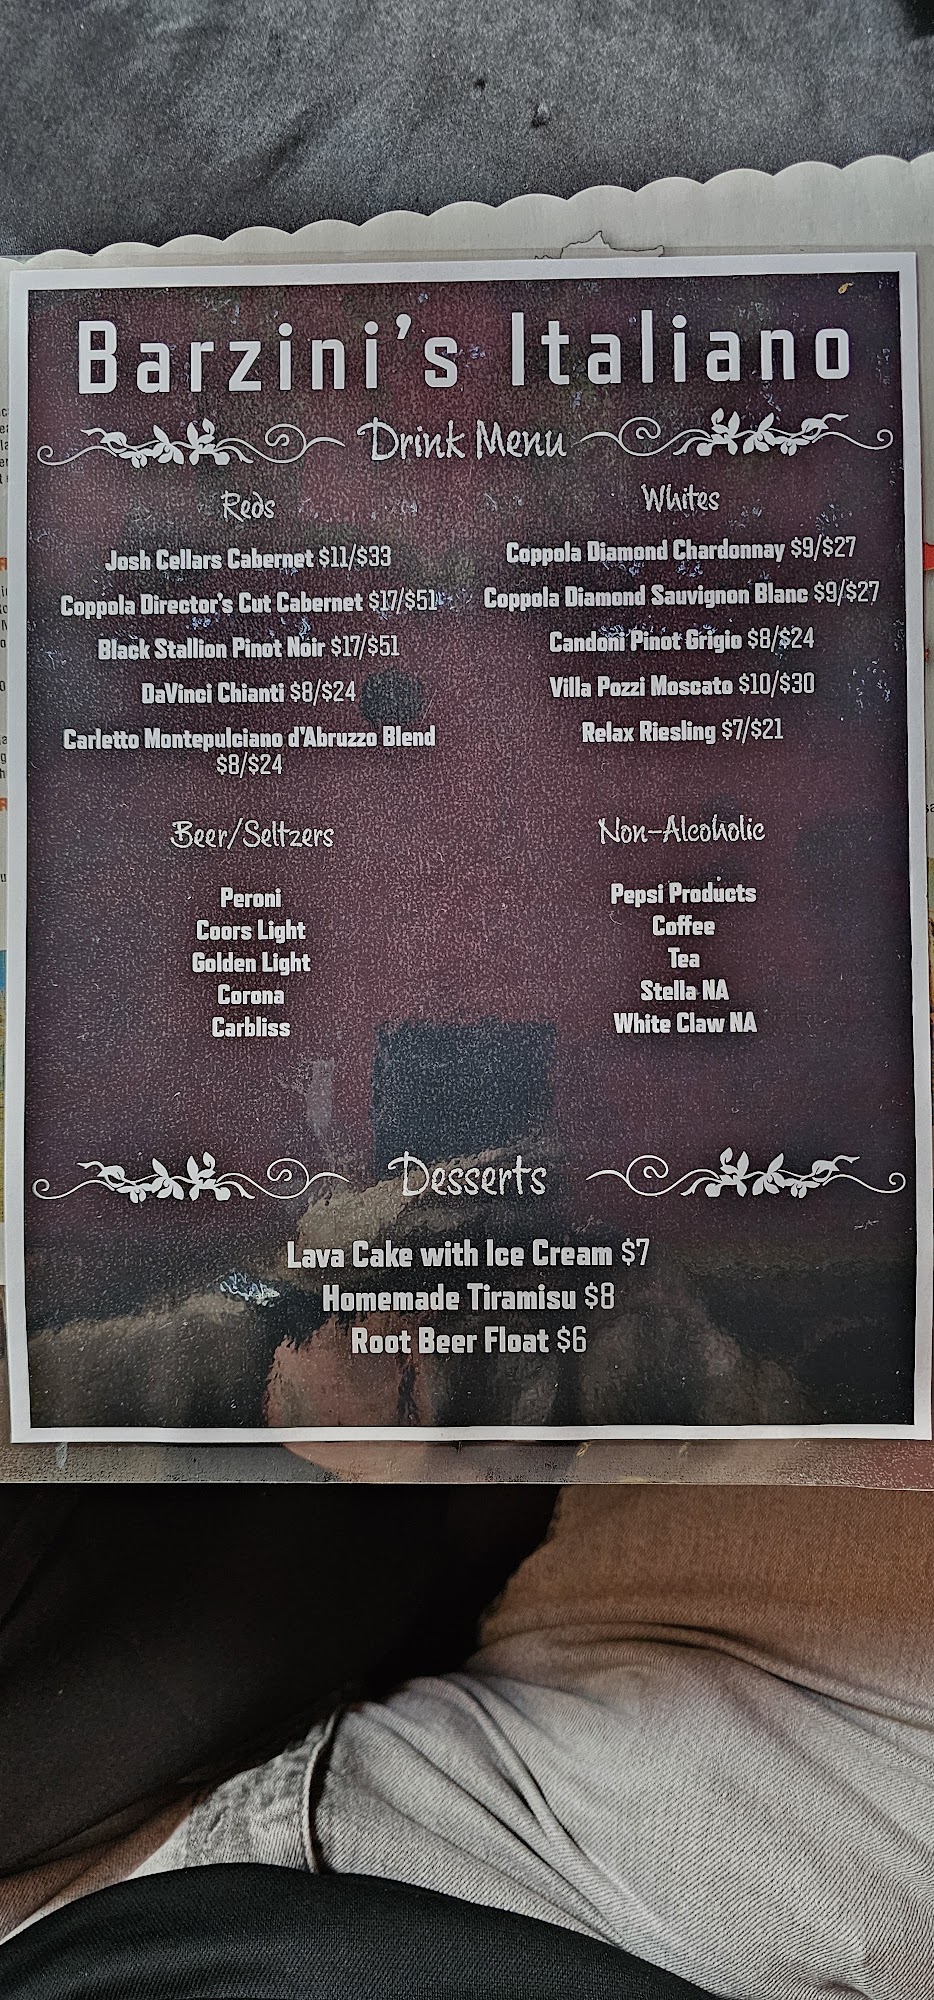 Barzini's Italiano
Drink Menu
Reds
Josh Cellars Cabernet $11/$33
Coppola Director's Cut Cabernet $17/$51
Black Stallion Pinot Noir $17/$51
DaVinci Chianti $8/$24
Carletto Montepulciano d'Abruzzo Blend
$8/$24
Whites
Coppola Diamond Chardonnay $9/$27
Coppola Diamond Sauvignon Blanc $9/$27
Candoni Pinot Grigio $8/$24
Villa Pozzi Moscato $10/$30
Relax Riesling $7/$21
Beer/Seltzers
Peroni
Coors Light
Golden Light
Corona
Carbliss
Non-Alcoholic
Pepsi Products
Coffee
Tea
Stella NA
White Claw NA
Desserts
Lava Cake with Ice Cream $7
Homemade Tiramisu $8
Root Beer Float $6